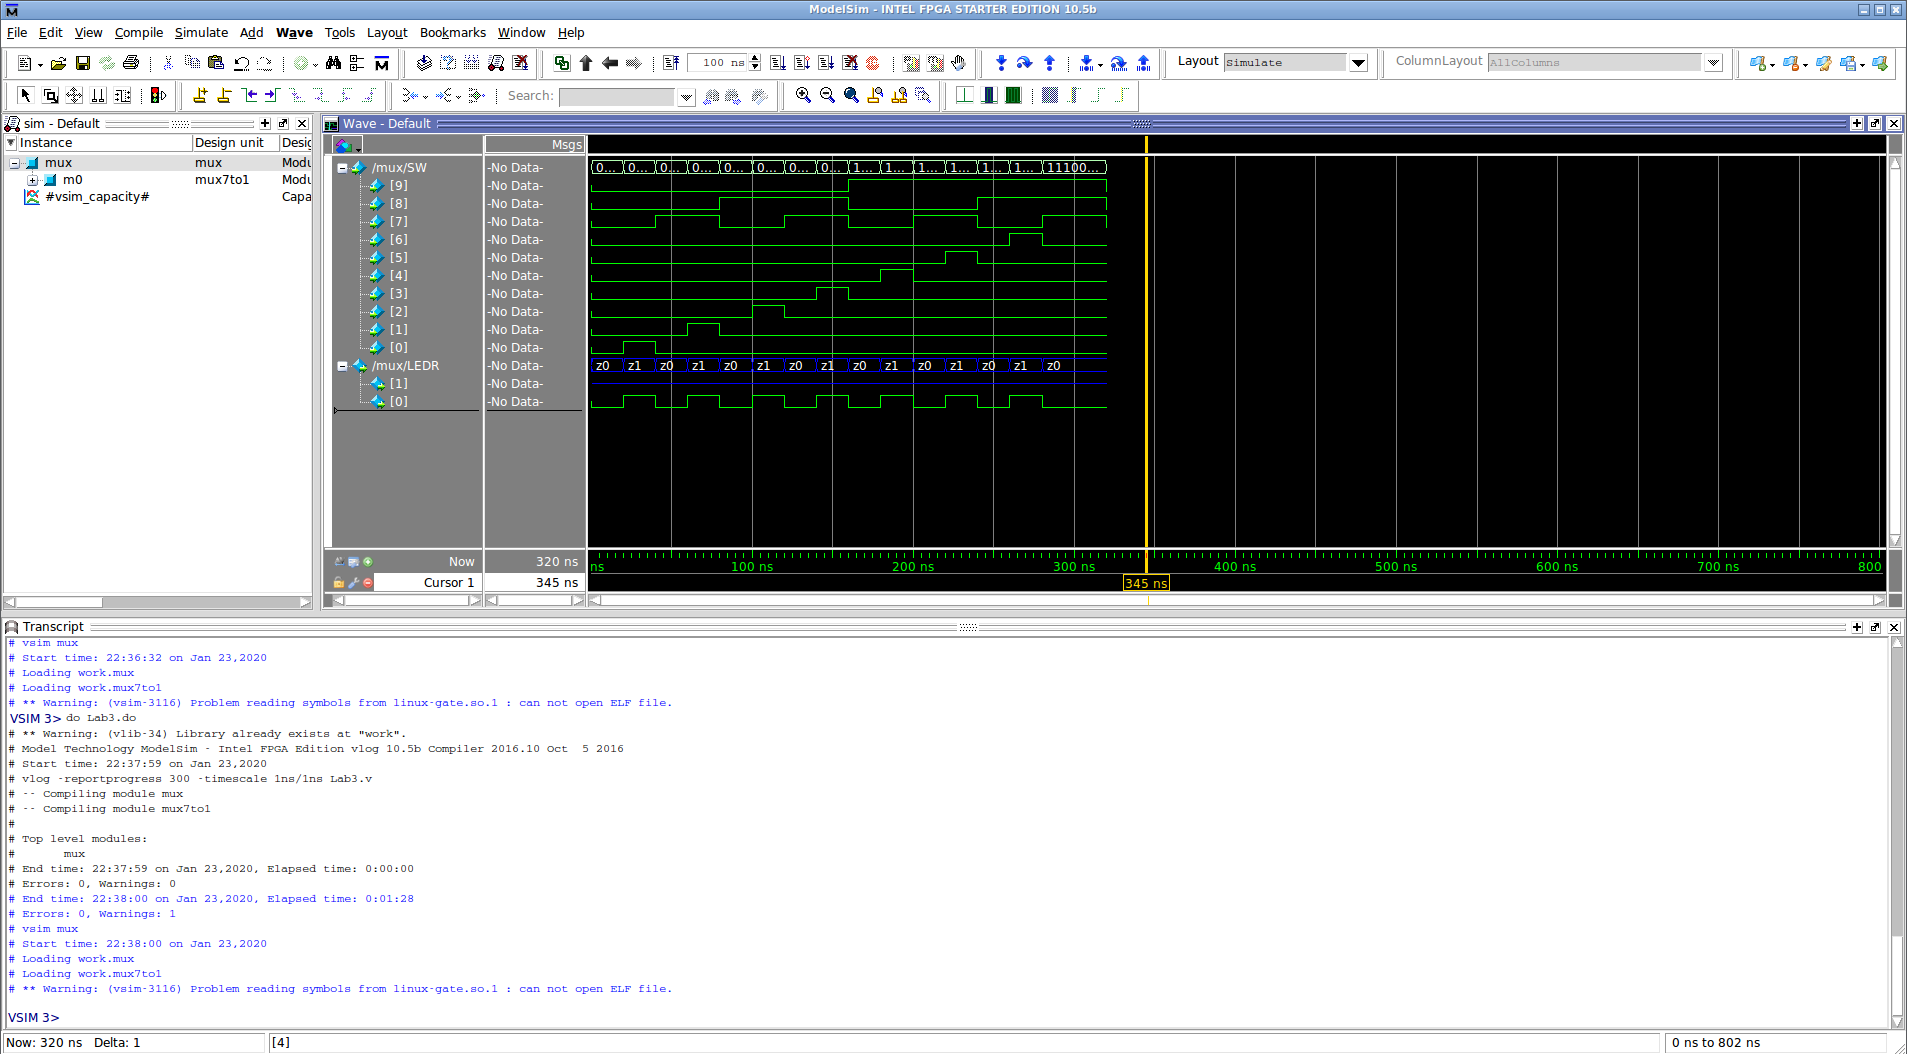 ModelSim - INTEL FPGA STARTER EDITION 10.5b
File Edit View Compile Simulate Add Wave Tools Layout Bookmarks Window Help
100 ns
Layout Simulate
ColumnLayout AllColumns
Search:
sim - Default
Instance Design unit Desig
mux mux Modu
m0 mux7to1 Modu
#vsim_capacity# Capa
Wave - Default
Msgs
/mux/SW -No Data- 0... 0... 0... 0... 0... 0... 0... 0... 1... 1... 1... 1... 1... 1... 11100...
[9] -No Data-
[8] -No Data-
[7] -No Data-
[6] -No Data-
[5] -No Data-
[4] -No Data-
[3] -No Data-
[2] -No Data-
[1] -No Data-
[0] -No Data-
/mux/LEDR -No Data- z0 z1 z0 z1 z0 z1 z0 z1 z0 z1 z0 z1 z0 z1 z0
[1] -No Data-
[0] -No Data-
Now 320 ns
ns 100 ns 200 ns 300 ns 400 ns 500 ns 600 ns 700 ns 800
Cursor 1 345 ns
345 ns
Transcript
# vsim mux
# Start time: 22:36:32 on Jan 23,2020
# Loading work.mux
# Loading work.mux7to1
# ** Warning: (vsim-3116) Problem reading symbols from linux-gate.so.1 : can not open ELF file.
VSIM 3> do Lab3.do
# ** Warning: (vlib-34) Library already exists at "work".
# Model Technology ModelSim - Intel FPGA Edition vlog 10.5b Compiler 2016.10 Oct  5 2016
# Start time: 22:37:59 on Jan 23,2020
# vlog -reportprogress 300 -timescale 1ns/1ns Lab3.v
# -- Compiling module mux
# -- Compiling module mux7to1
#
# Top level modules:
# mux
# End time: 22:37:59 on Jan 23,2020, Elapsed time: 0:00:00
# Errors: 0, Warnings: 0
# End time: 22:38:00 on Jan 23,2020, Elapsed time: 0:01:28
# Errors: 0, Warnings: 1
# vsim mux
# Start time: 22:38:00 on Jan 23,2020
# Loading work.mux
# Loading work.mux7to1
# ** Warning: (vsim-3116) Problem reading symbols from linux-gate.so.1 : can not open ELF file.
VSIM 3>
Now: 320 ns  Delta: 1
[4]
0 ns to 802 ns